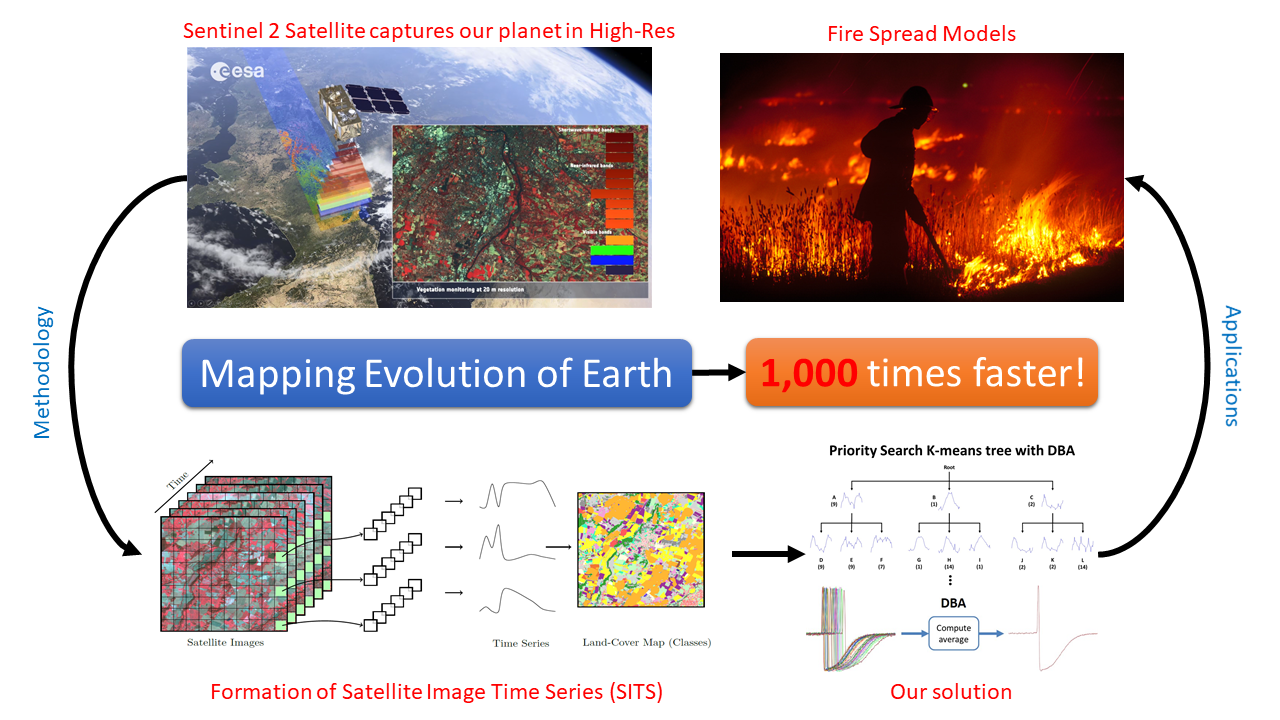 Sentinel 2 Satellite captures our planet in High-Res
Fire Spread Models
esa
Shortwave-infrared bands
Near-infrared bands
Visible bands
Vegetation monitoring at 20 m resolution
Methodology
Mapping Evolution of Earth
1,000 times faster!
Applications
Time
Satellite Images
Time Series
Land-Cover Map (Classes)
Formation of Satellite Image Time Series (SITS)
Priority Search K-means tree with DBA
Root
A
(9)
B
(1)
C
(2)
D
(9)
E
(9)
F
(7)
G
(1)
H
(14)
(1)
(2)
K
(2)
L
(14)
DBA
Compute
average
Our solution